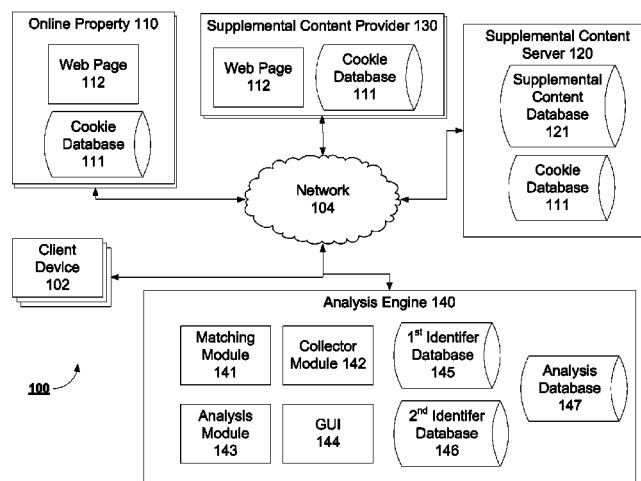 Online Property 110
Web Page
112
Cookie
Database
111
Supplemental Content Provider 130
Web Page
112
Cookie
Database
111
Supplemental Content
Server 120
Supplemental
Content
Database
121
Cookie
Database
111
Network
104
Client
Device
102
100
Analysis Engine 140
Matching
Module
141
Collector
Module 142
1st Identifer
Database
145
Analysis
Database
147
Analysis
Module
143
GUI
144
2nd Identifer
Database
146